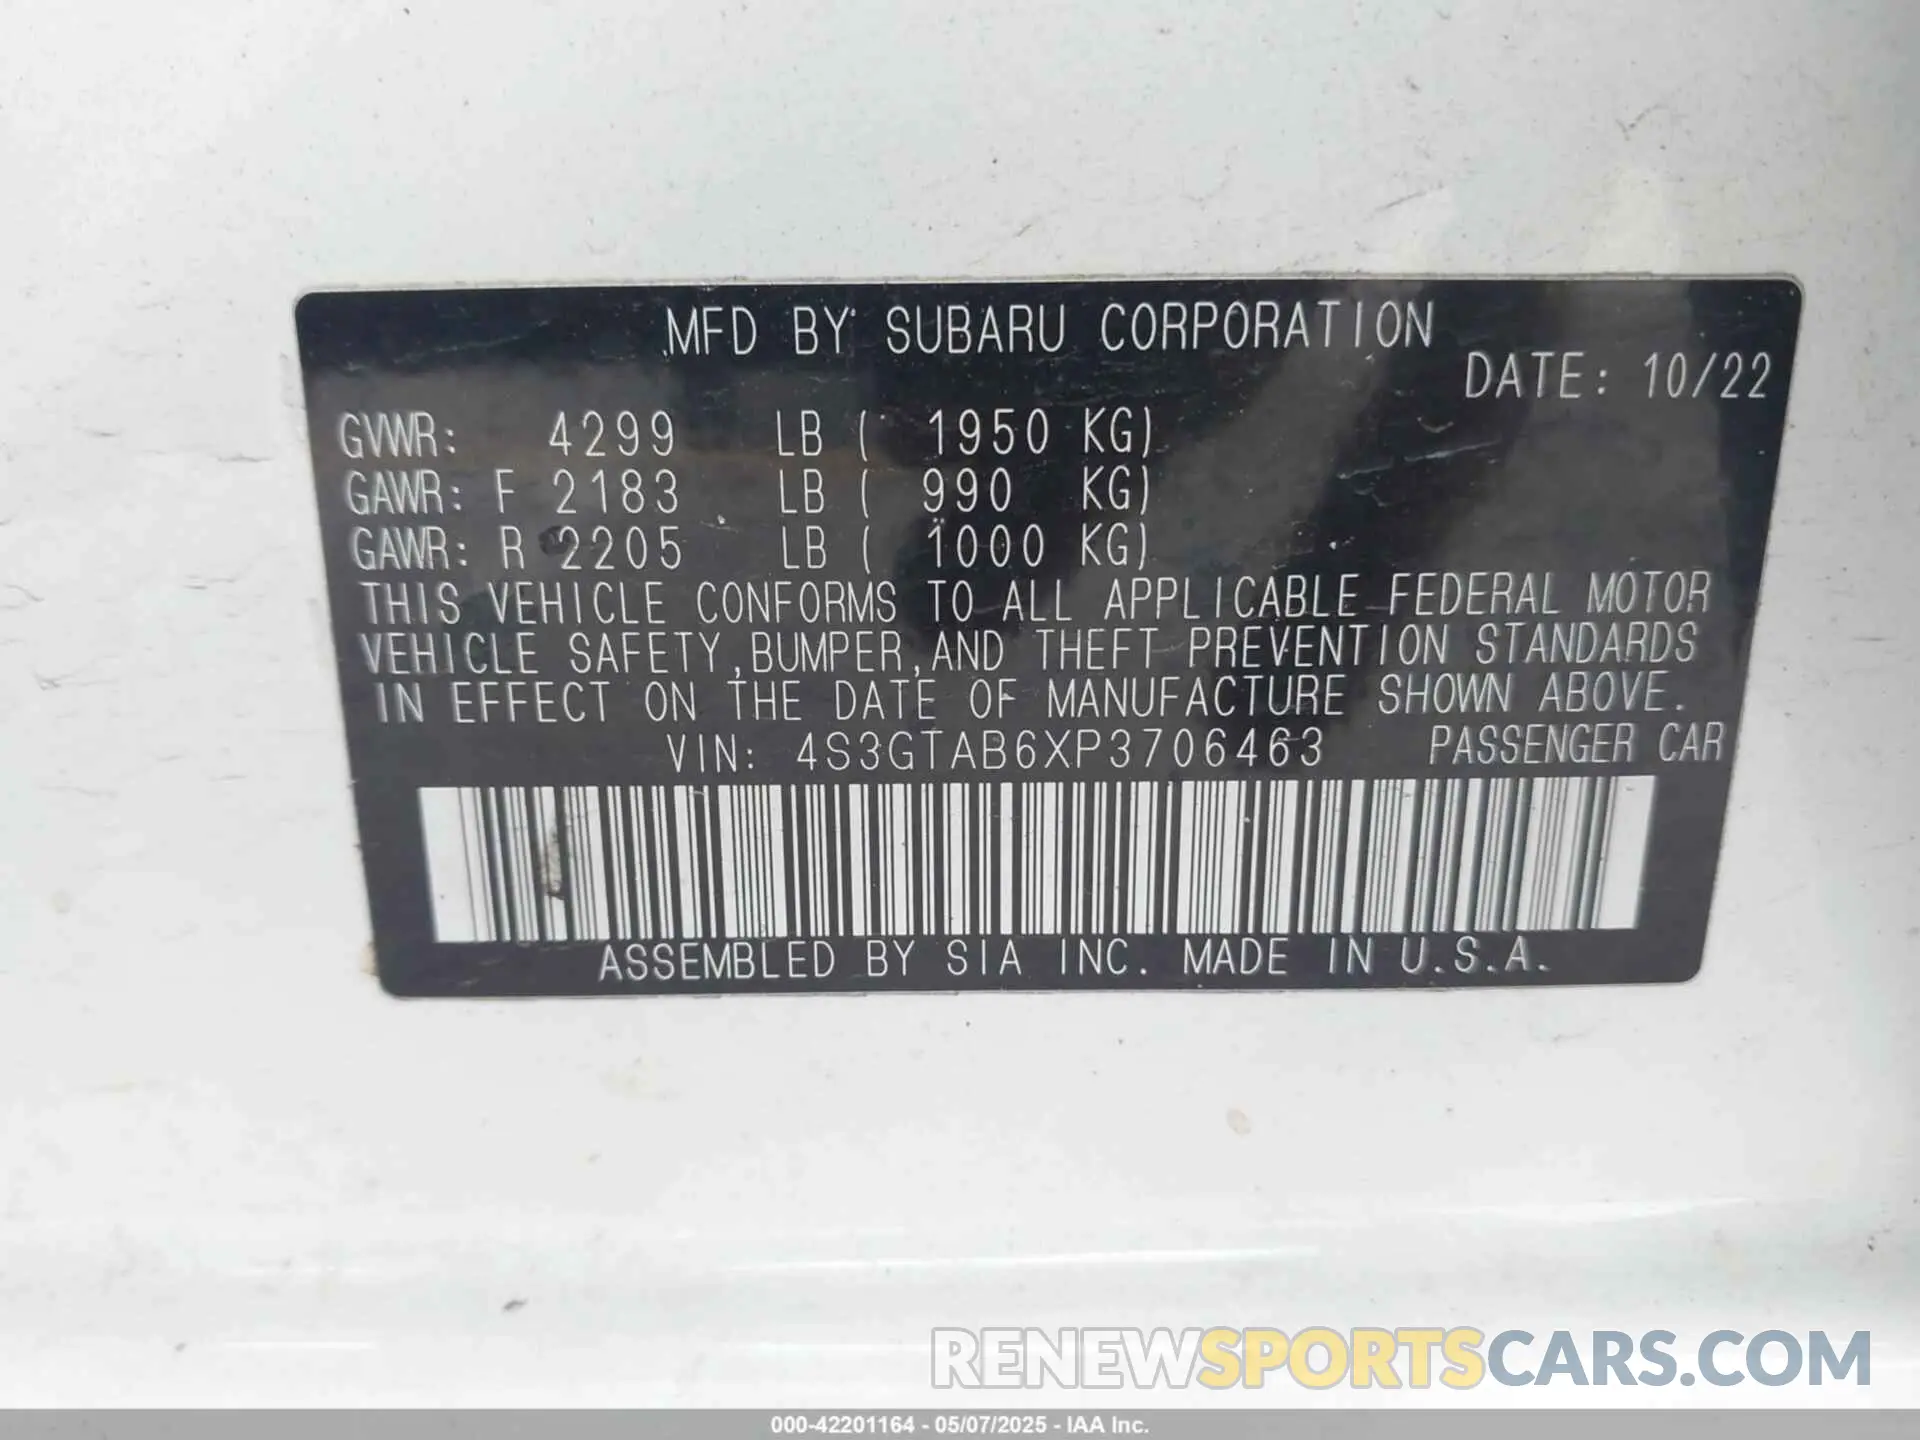 MFD BY SUBARU CORPORATION
DATE: 10/22
GVWR: 4299 LB ( 1950 KG)
GAWR: F 2183 LB ( 990 KG)
GAWR: R 2205 LB ( 1000 KG)
THIS VEHICLE CONFORMS TO ALL APPLICABLE FEDERAL MOTOR
VEHICLE SAFETY,BUMPER,AND THEFT PREVENTION STANDARDS
IN EFFECT ON THE DATE OF MANUFACTURE SHOWN ABOVE.
VIN: 4S3GTAB6XP3706463 PASSENGER CAR
ASSEMBLED BY SIA INC. MADE IN U.S.A.
RENEWSPORTSCARS.COM
000-42201164 - 05/07/2025 - IAA Inc.